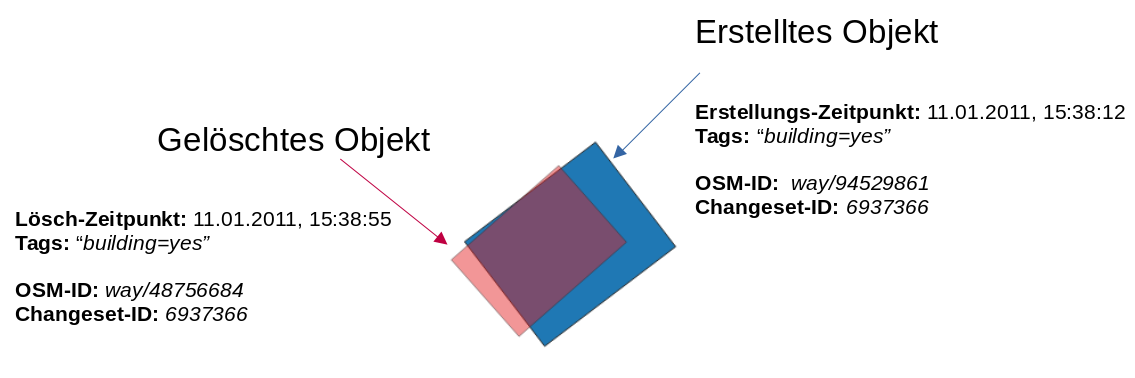 Erstelltes Objekt
Erstellungs-Zeitpunkt: 11.01.2011, 15:38:12
Tags: “building=yes”
OSM-ID: way/94529861
Changeset-ID: 6937366
Gelöschtes Objekt
Lösch-Zeitpunkt: 11.01.2011, 15:38:55
Tags: “building=yes”
OSM-ID: way/48756684
Changeset-ID: 6937366